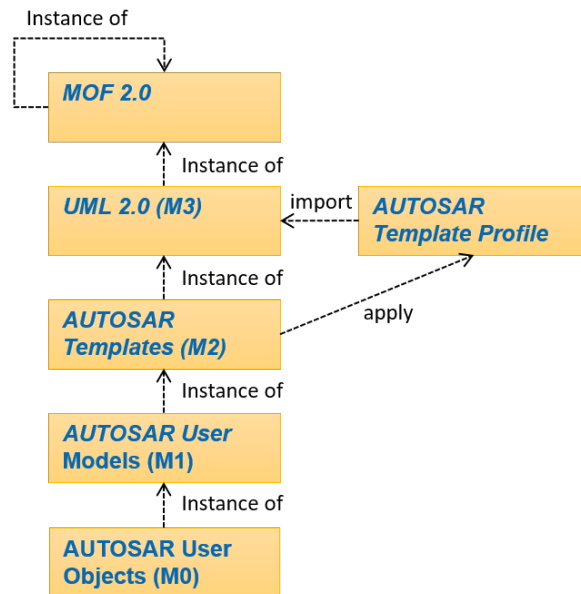 Instance of
MOF 2.0
Instance of
UML 2.0 (M3)
import
AUTOSAR
Template Profile
Instance of
apply
AUTOSAR
Templates (M2)
Instance of
AUTOSAR User
Models (M1)
Instance of
AUTOSAR User
Objects (M0)